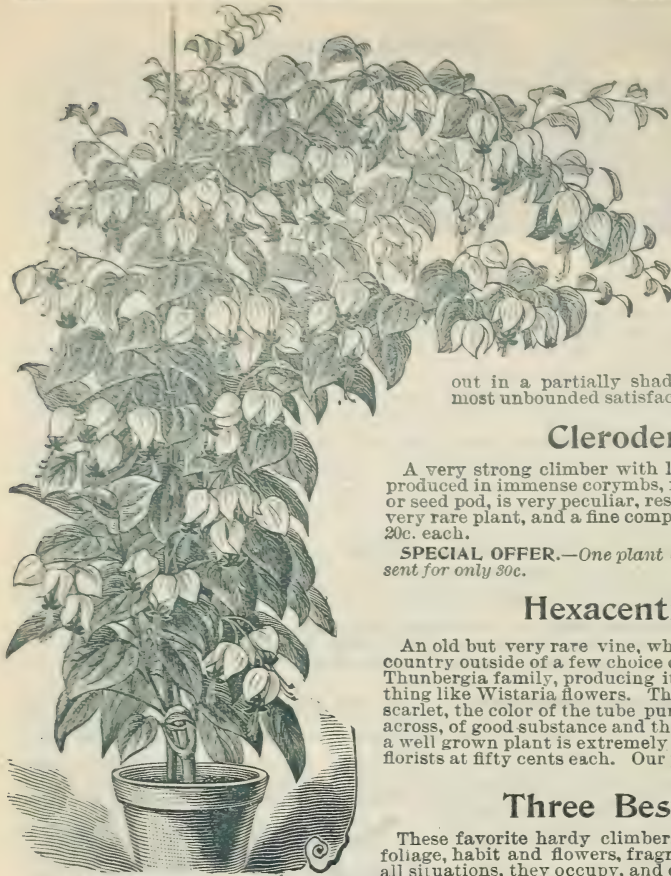 out in a partially shad
most unbounded satisfac
Cleroder
A very strong climber with l
produced in immense corymbs,
or seed pod, is very peculiar, res
very rare plant, and a fine comp
20c. each.
SPECIAL OFFER.—One plant
sent for only 30c.
Hexacent
An old but very rare vine, wh
country outside of a few choice
Thunbergia family, producing i
thing like Wistaria flowers. Th
scarlet, the color of the tube pu
across, of good substance and th
a well grown plant is extremely
florists at fifty cents each. Our
Three Bes
These favorite hardy climber
foliage, habit and flowers, fragr
all situations, they occupy, and